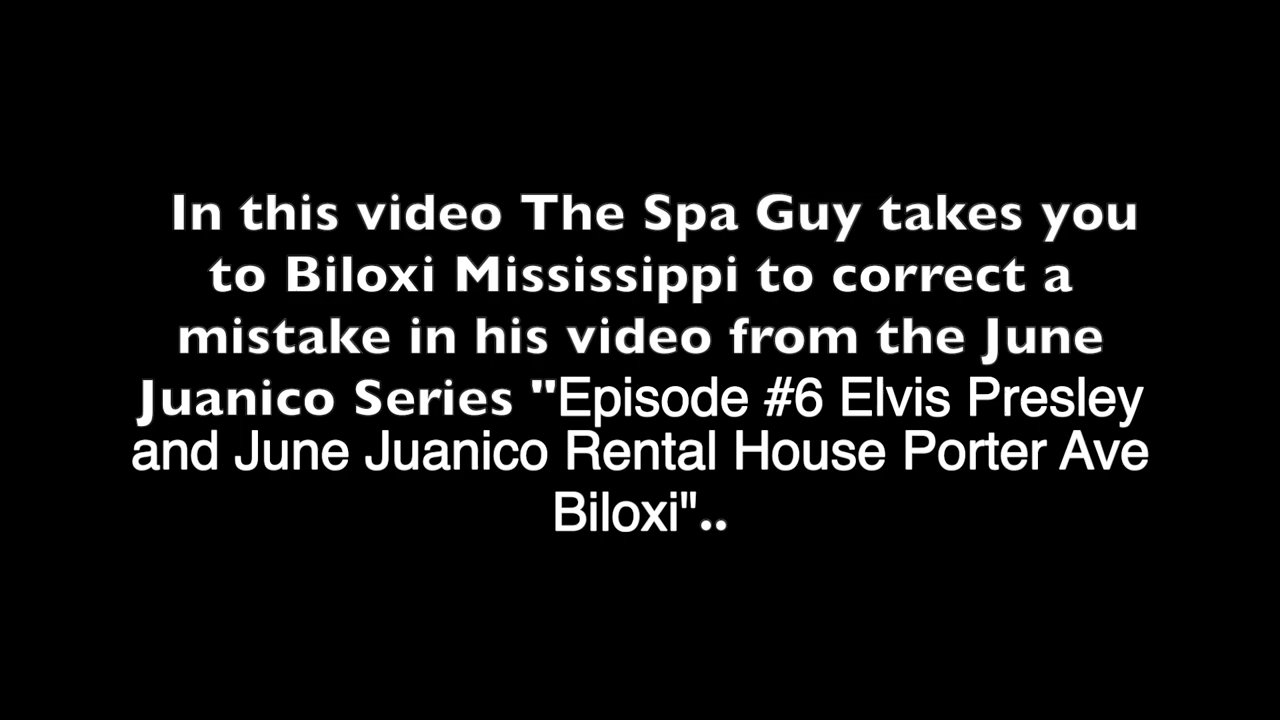 In this video The Spa Guy takes you
to Biloxi Mississippi to correct a
mistake in his video from the June
Juanico Series "Episode #6 Elvis Presley
and June Juanico Rental House Porter Ave
Biloxi"..